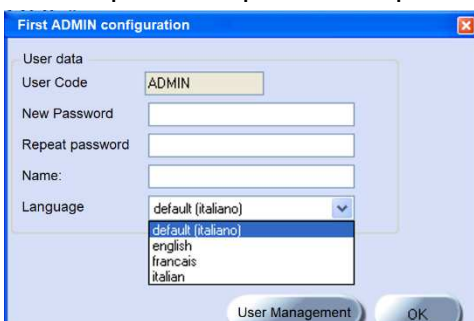 First ADMIN configuration
User data
User Code ADMIN
New Password
Repeat password
Name:
Language default (italiano)
default (italiano)
english
francais
italian
User Management OK